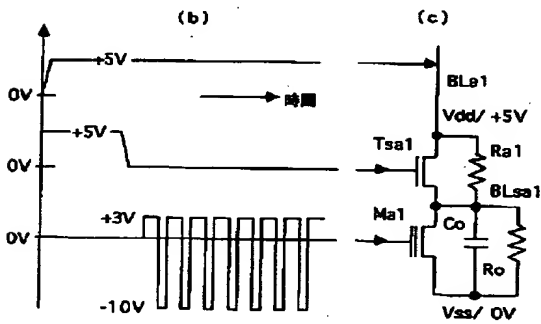 (b)
(c)
+5V
BLa1
0V
時間
Vdd/ +5V
+5V
Tsa1
Ra1
0V
BLsa1
+3V
Ma1
Co
0V
Ro
-10V
Vss/ 0V